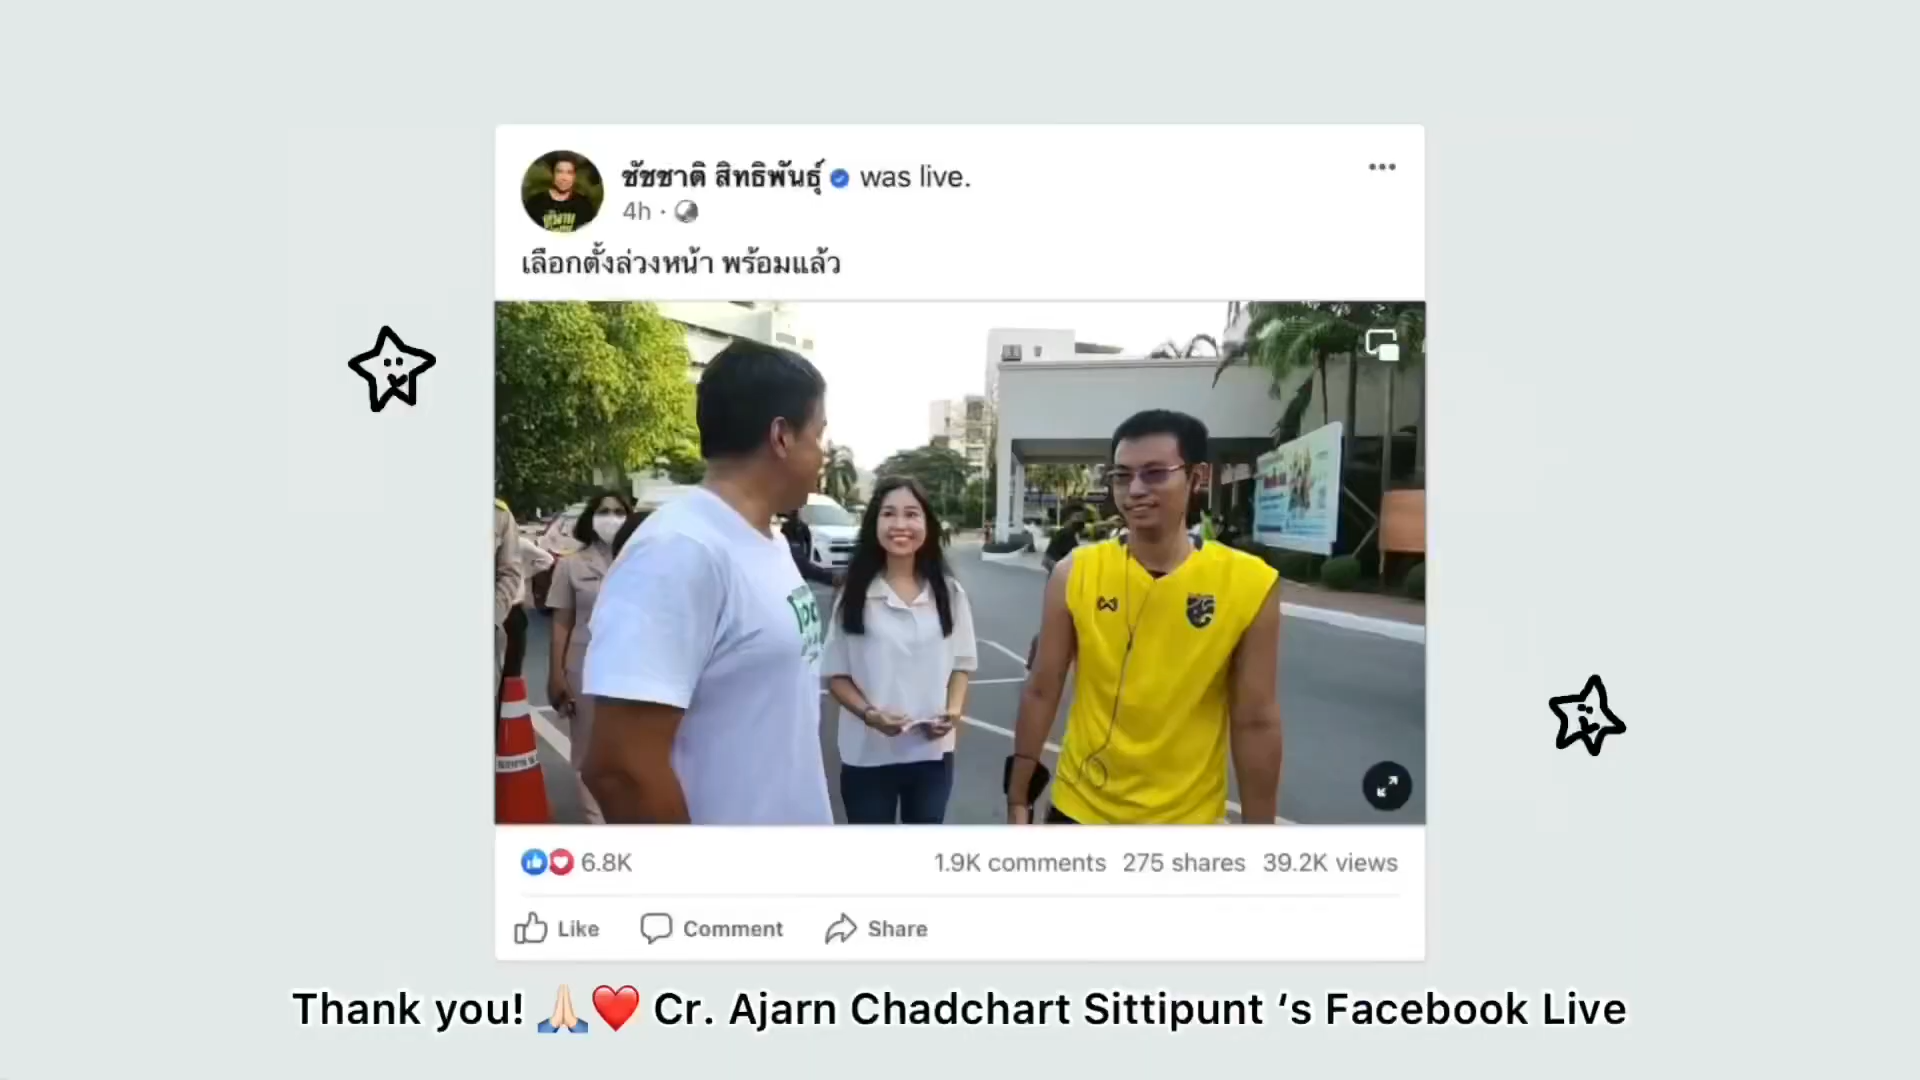 ชัชชาติ สิทธิพันธุ์ was live.
4h ·
เลือกตั้งล่วงหน้า พร้อมแล้ว
6.8K 1.9K comments 275 shares 39.2K views
Like Comment Share
Thank you! 🙏🏻❤️ Cr. Ajarn Chadchart Sittipunt ‘s Facebook Live